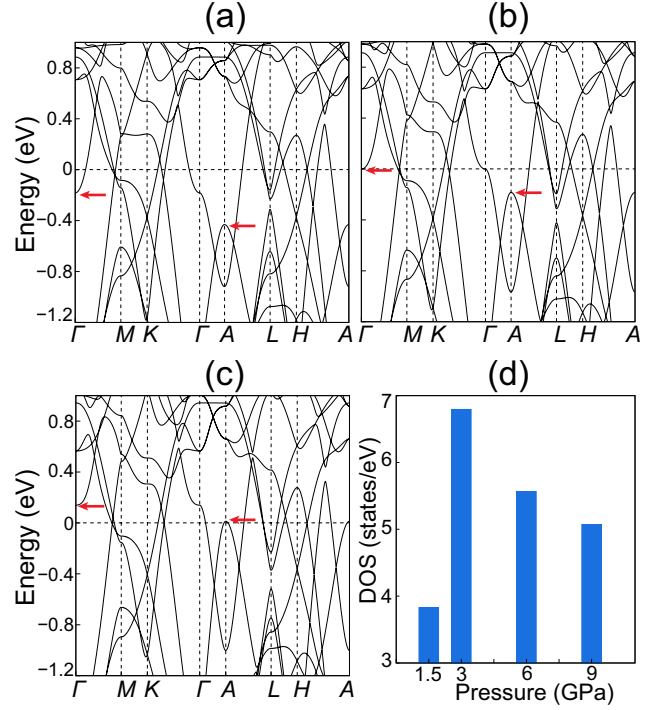 (a)
(b)
Energy (eV)
0.8
0.4
0
−0.4
−0.8
−1.2
Γ M K Γ A L H A
Γ M K Γ A L H A
(c)
(d)
Energy (eV)
0.8
0.4
0
−0.4
−0.8
−1.2
Γ M K Γ A L H A
DOS (states/eV)
7
6
5
4
3
1.5 3 6 9
Pressure (GPa)